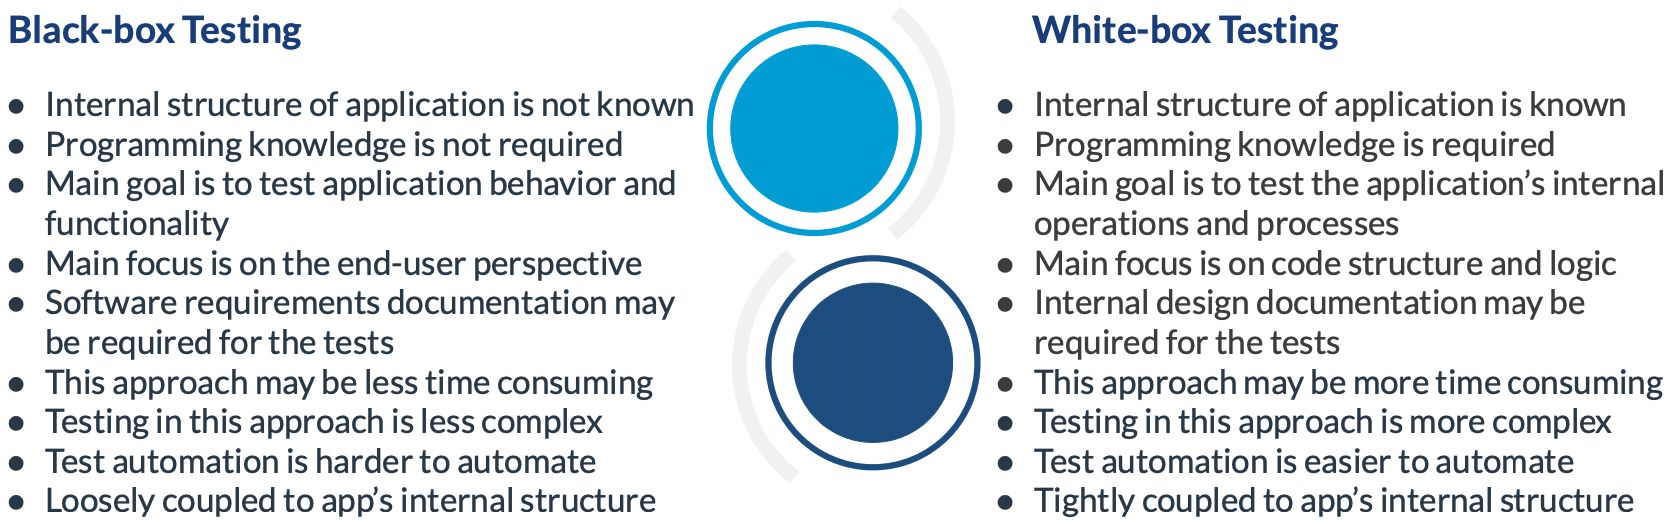 Black-box Testing
● Internal structure of application is not known
● Programming knowledge is not required
● Main goal is to test application behavior and
functionality
● Main focus is on the end-user perspective
● Software requirements documentation may
be required for the tests
● This approach may be less time consuming
● Testing in this approach is less complex
● Test automation is harder to automate
● Loosely coupled to app’s internal structure
White-box Testing
● Internal structure of application is known
● Programming knowledge is required
● Main goal is to test the application’s internal
operations and processes
● Main focus is on code structure and logic
● Internal design documentation may be
required for the tests
● This approach may be more time consuming
● Testing in this approach is more complex
● Test automation is easier to automate
● Tightly coupled to app’s internal structure